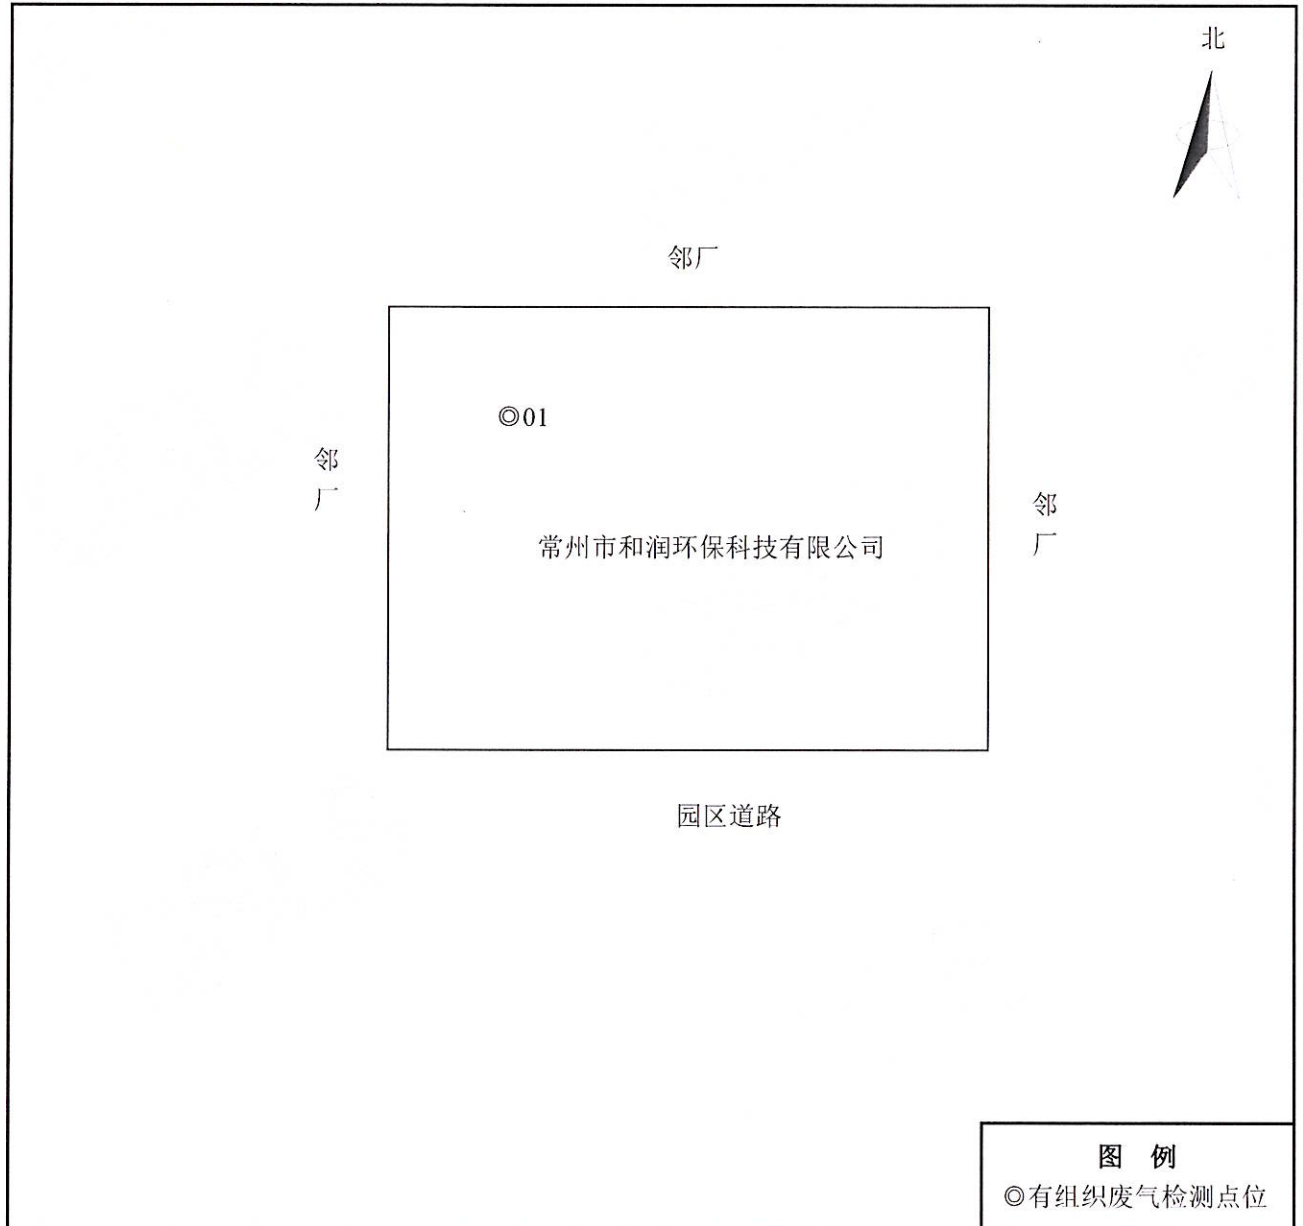 北
邻厂
◎01
邻
厂
邻
厂
常州市和润环保科技有限公司
园区道路
图 例
◎有组织废气检测点位